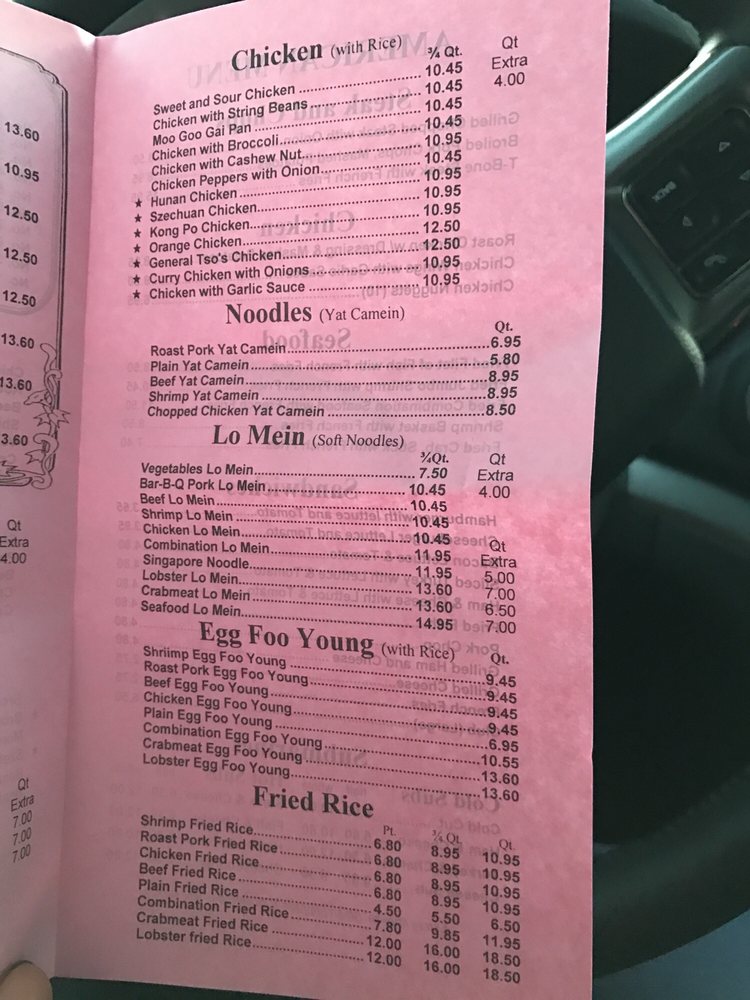 13.60
10.95
12.50
12.50
12.50
13.60
13.60
3.60
Qt
Extra
4.00
Qt
Extra
7.00
7.00
7.00
Chicken (with Rice) ¾ Qt. Qt
Extra
4.00
Sweet and Sour Chicken 10.45
Chicken with String Beans 10.45
Moo Goo Gai Pan 10.45
Chicken with Broccoli 10.45
Chicken with Cashew Nut 10.95
Chicken Peppers with Onion 10.45
★ Hunan Chicken 10.95
★ Szechuan Chicken 10.95
★ Kong Po Chicken 10.95
★ Orange Chicken 12.50
★ General Tso's Chicken 12.50
★ Curry Chicken with Onions 10.95
★ Chicken with Garlic Sauce 10.95
Noodles (Yat Camein)
Qt.
Roast Pork Yat Camein 6.95
Plain Yat Camein 5.80
Beef Yat Camein 8.95
Shrimp Yat Camein 8.95
Chopped Chicken Yat Camein 8.50
Lo Mein (Soft Noodles)
¾Qt. Qt
Extra
4.00
Vegetables Lo Mein 7.50
Bar-B-Q Pork Lo Mein 10.45
Beef Lo Mein 10.45
Shrimp Lo Mein 10.45
Chicken Lo Mein 10.45 Qt
Combination Lo Mein 11.95 Extra
Singapore Noodle 11.95 5.00
Lobster Lo Mein 13.60 7.00
Crabmeat Lo Mein 13.60 6.50
Seafood Lo Mein 14.95 7.00
Egg Foo Young (with Rice) Qt.
Shriimp Egg Foo Young 9.45
Roast Pork Egg Foo Young 9.45
Beef Egg Foo Young 9.45
Chicken Egg Foo Young 9.45
Plain Egg Foo Young 6.95
Combination Egg Foo Young 10.55
Crabmeat Egg Foo Young 13.60
Lobster Egg Foo Young 13.60
Fried Rice
Pt. ¾ Qt. Qt.
Shrimp Fried Rice 6.80 8.95 10.95
Roast Pork Fried Rice 6.80 8.95 10.95
Chicken Fried Rice 6.80 8.95 10.95
Beef Fried Rice 6.80 8.95 10.95
Plain Fried Rice 4.50 5.50 6.50
Combination Fried Rice 7.80 9.85 11.95
Crabmeat Fried Rice 12.00 16.00 18.50
Lobster fried Rice 12.00 16.00 18.50